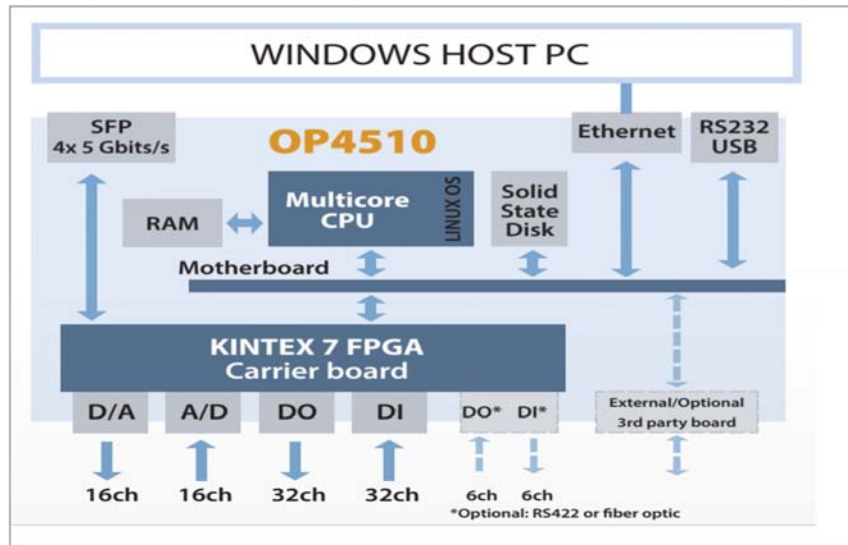 WINDOWS HOST PC
SFP
4x 5 Gbits/s
OP4510
Ethernet
RS232
USB
RAM
Multicore
CPU
LINUX OS
Solid
State
Disk
Motherboard
KINTEX 7 FPGA
Carrier board
D/A
A/D
DO
DI
DO* DI*
External/Optional
3rd party board
16ch
16ch
32ch
32ch
6ch 6ch
*Optional: RS422 or fiber optic